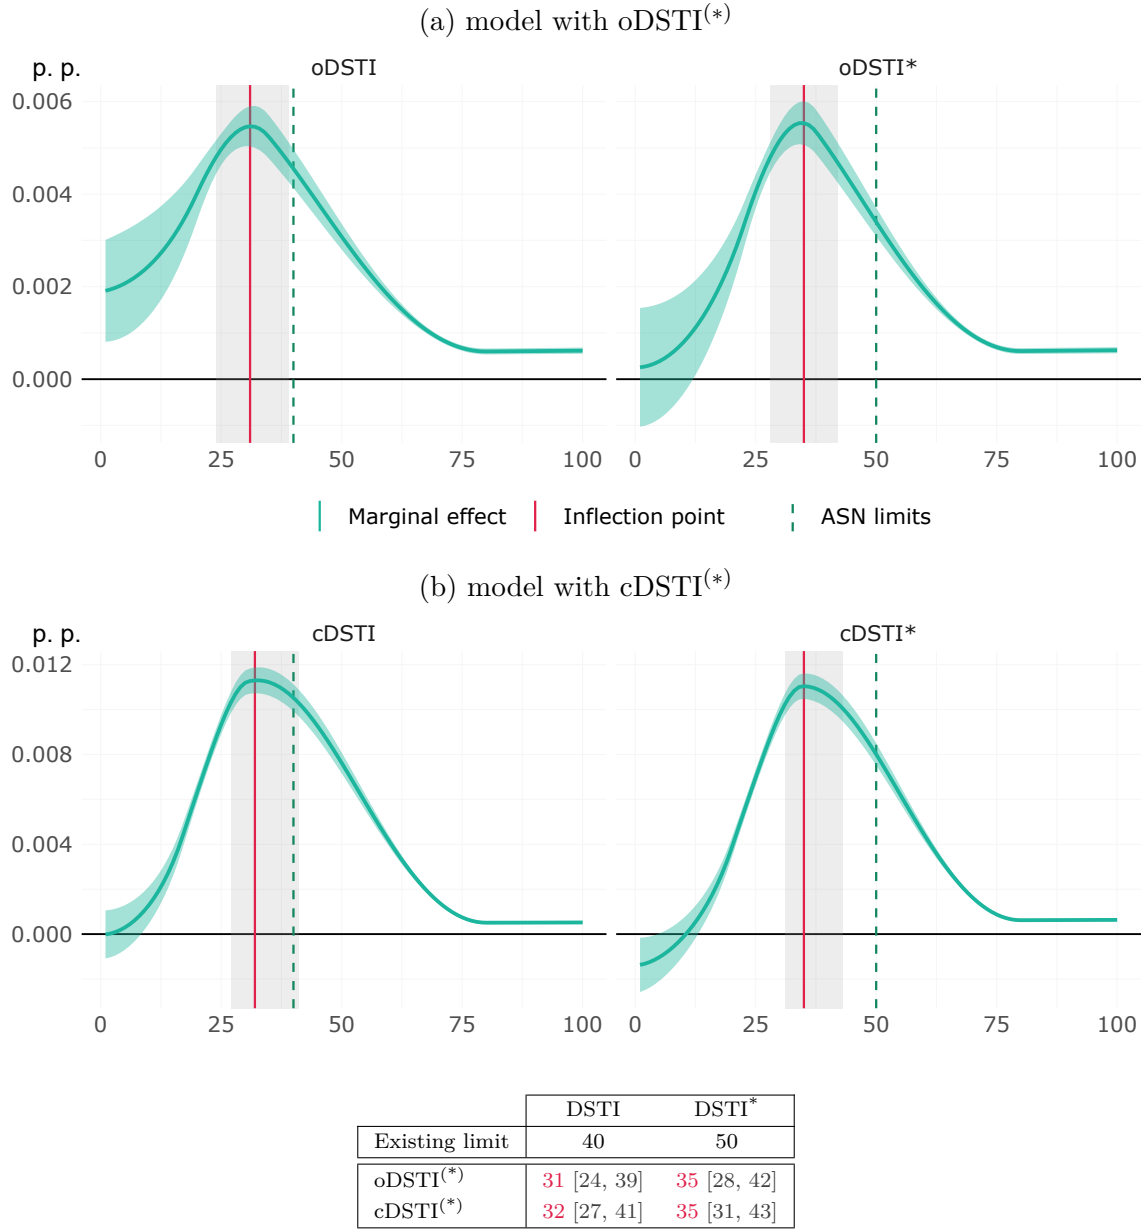 (a) model with oDSTI(*)
p. p.
oDSTI
oDSTI*
0.006
0.004
0.002
0.000
0 25 50 75 100 0 25 50 75 100
Marginal effect Inflection point ASN limits
(b) model with cDSTI(*)
p. p.
cDSTI
cDSTI*
0.012
0.008
0.004
0.000
0 25 50 75 100 0 25 50 75 100
DSTI DSTI*
Existing limit 40 50
oDSTI(*) 31 [24, 39] 35 [28, 42]
cDSTI(*) 32 [27, 41] 35 [31, 43]